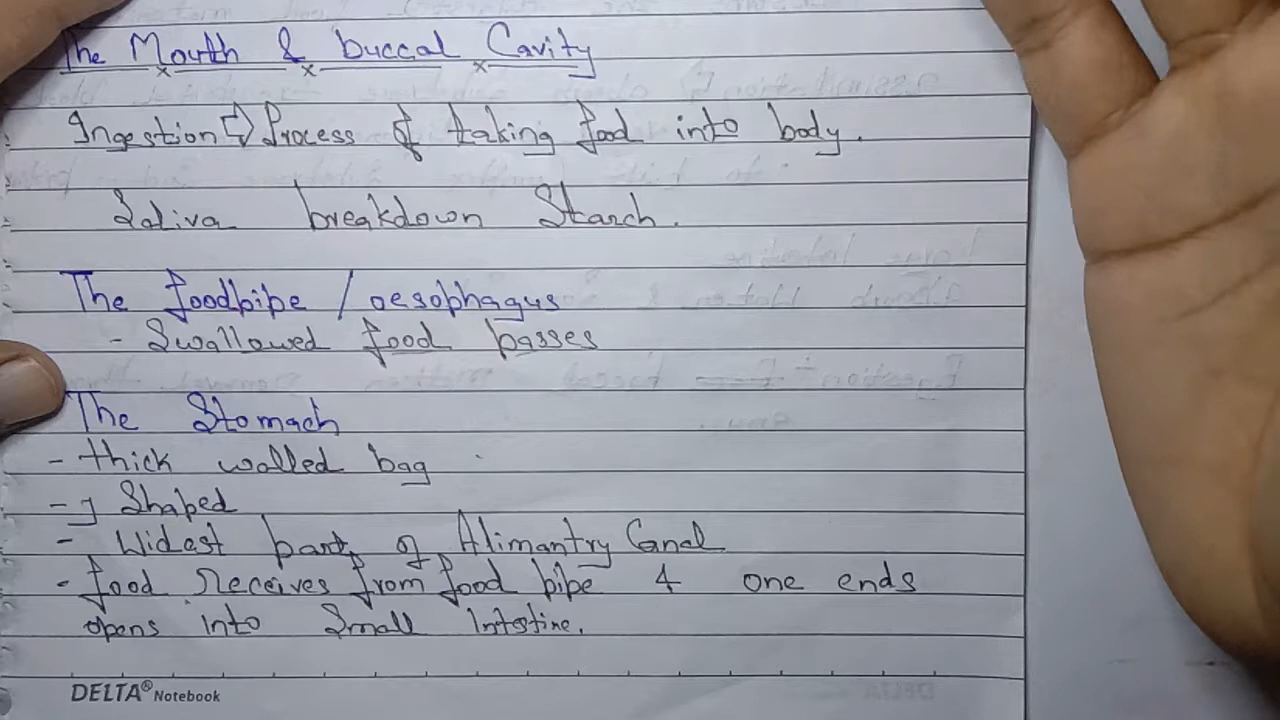 The Mouth & buccal Cavity
Ingestion ⇒ Process of taking food into body.
Saliva breakdown Starch.
The foodpipe / oesophagus
- Swallowed food passes
The Stomach
- thick walled bag
- J Shaped
- Widest part of Alimantry Canal
- food Receives from food pipe & one ends
opens into Small Intestine.
DELTA® Notebook